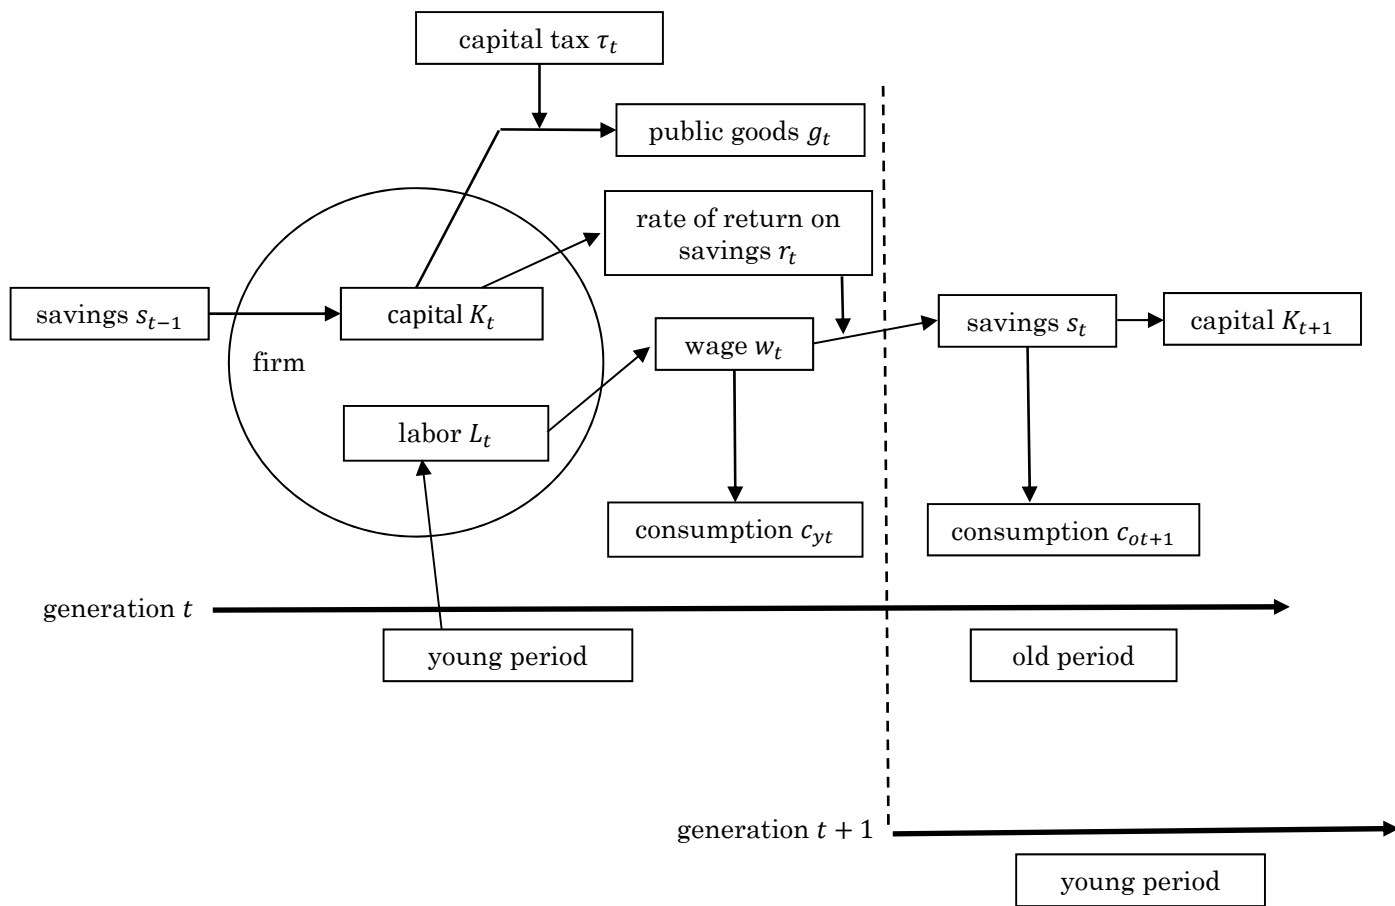 capital tax τ_t
public goods g_t
rate of return on
savings r_t
savings s_{t−1}
capital K_t
savings s_t
capital K_{t+1}
wage w_t
firm
labor L_t
consumption c_{yt}
consumption c_{ot+1}
generation t
young period
old period
generation t + 1
young period